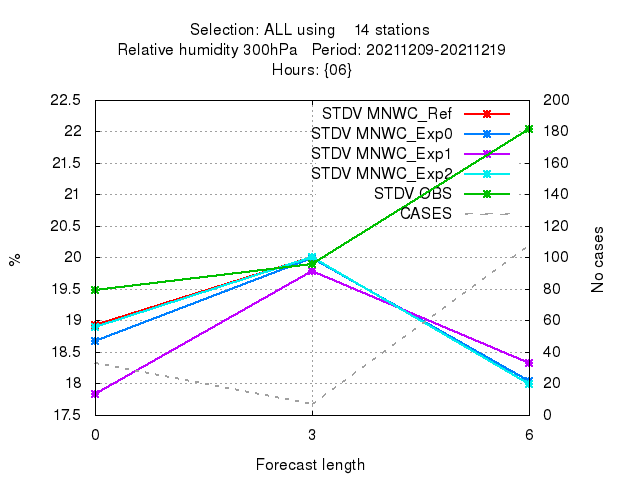 Selection: ALL using    14 stations
Relative humidity 300hPa   Period: 20211209-20211219
Hours: {06}
22.5
22
21.5
21
20.5
20
19.5
19
18.5
18
17.5
%
200
180
160
140
120
100
80
60
40
20
0
No cases
STDV MNWC_Ref
STDV MNWC_Exp0
STDV MNWC_Exp1
STDV MNWC_Exp2
STDV OBS
CASES
0
3
6
Forecast length